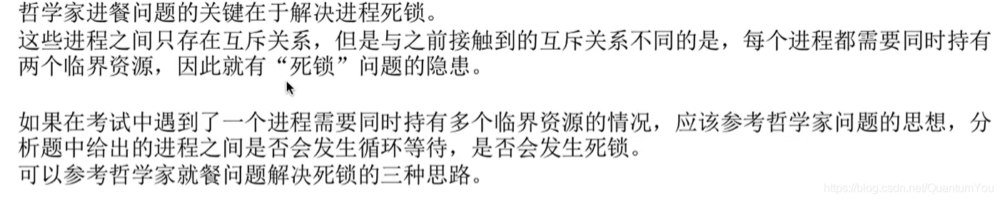 哲学家进餐问题的关键在于解决进程死锁。
这些进程之间只存在互斥关系，但是与之前接触到的互斥关系不同的是，每个进程都需要同时持有
两个临界资源，因此就有“死锁”问题的隐患。
如果在考试中遇到了一个进程需要同时持有多个临界资源的情况，应该参考哲学家问题的思想，分
析题中给出的进程之间是否会发生循环等待，是否会发生死锁。
可以参考哲学家就餐问题解决死锁的三种思路。
https://blog.csdn.net/QuantumYou